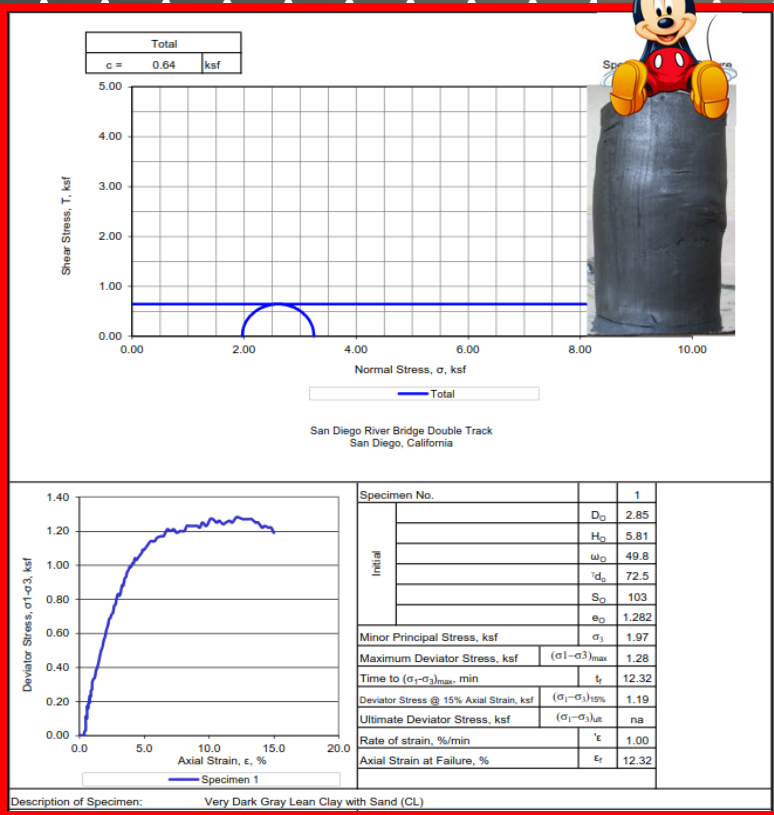 Total
c = 0.64 ksf
Sp
re
5.00
4.00
3.00
2.00
1.00
0.00
Shear Stress, T, ksf
0.00 2.00 4.00 6.00 8.00 10.00
Normal Stress, σ, ksf
Total
San Diego River Bridge Double Track
San Diego, California
1.40
1.20
1.00
0.80
0.60
0.40
0.20
0.00
Deviator Stress, σ1-σ3, ksf
0.0 5.0 10.0 15.0 20.0
Axial Strain, ε, %
Specimen 1
Specimen No. 1
Initial
D₀ 2.85
H₀ 5.81
ω₀ 49.8
γd₀ 72.5
S₀ 103
e₀ 1.282
Minor Principal Stress, ksf σ₃ 1.97
Maximum Deviator Stress, ksf (σ1−σ3)max 1.28
Time to (σ₁-σ₃)max, min tf 12.32
Deviator Stress @ 15% Axial Strain, ksf (σ₁−σ₃)15% 1.19
Ultimate Deviator Stress, ksf (σ₁−σ₃)ult na
Rate of strain, %/min 'ε 1.00
Axial Strain at Failure, % εf 12.32
Description of Specimen: Very Dark Gray Lean Clay with Sand (CL)